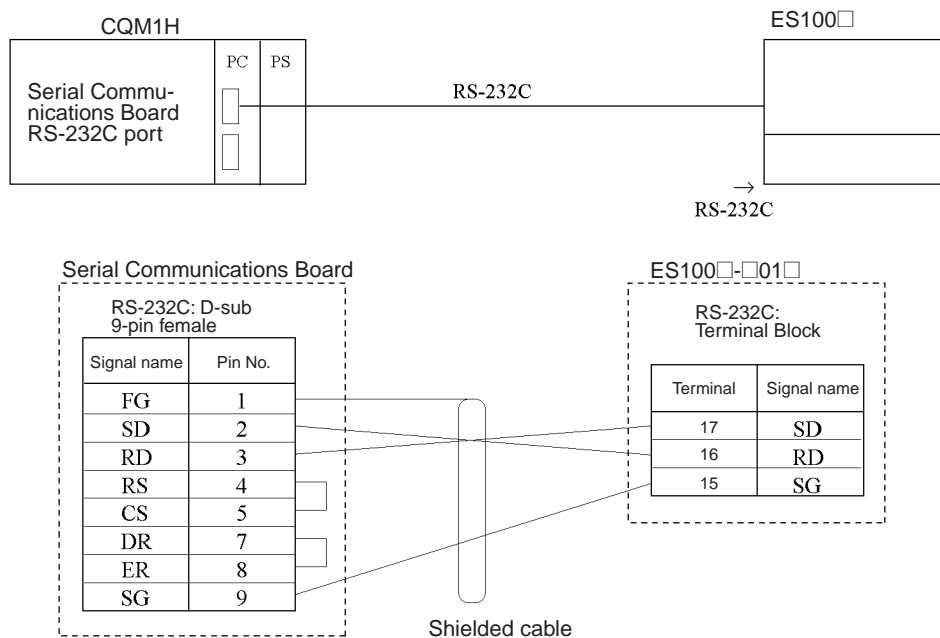 CQM1H
ES100□
PC PS
Serial Commu-
nications Board
RS-232C port
RS-232C
→
RS-232C
Serial Communications Board
RS-232C: D-sub
9-pin female
Signal name Pin No.
FG 1
SD 2
RD 3
RS 4
CS 5
DR 7
ER 8
SG 9
Shielded cable
ES100□-□01□
RS-232C:
Terminal Block
Terminal Signal name
17 SD
16 RD
15 SG